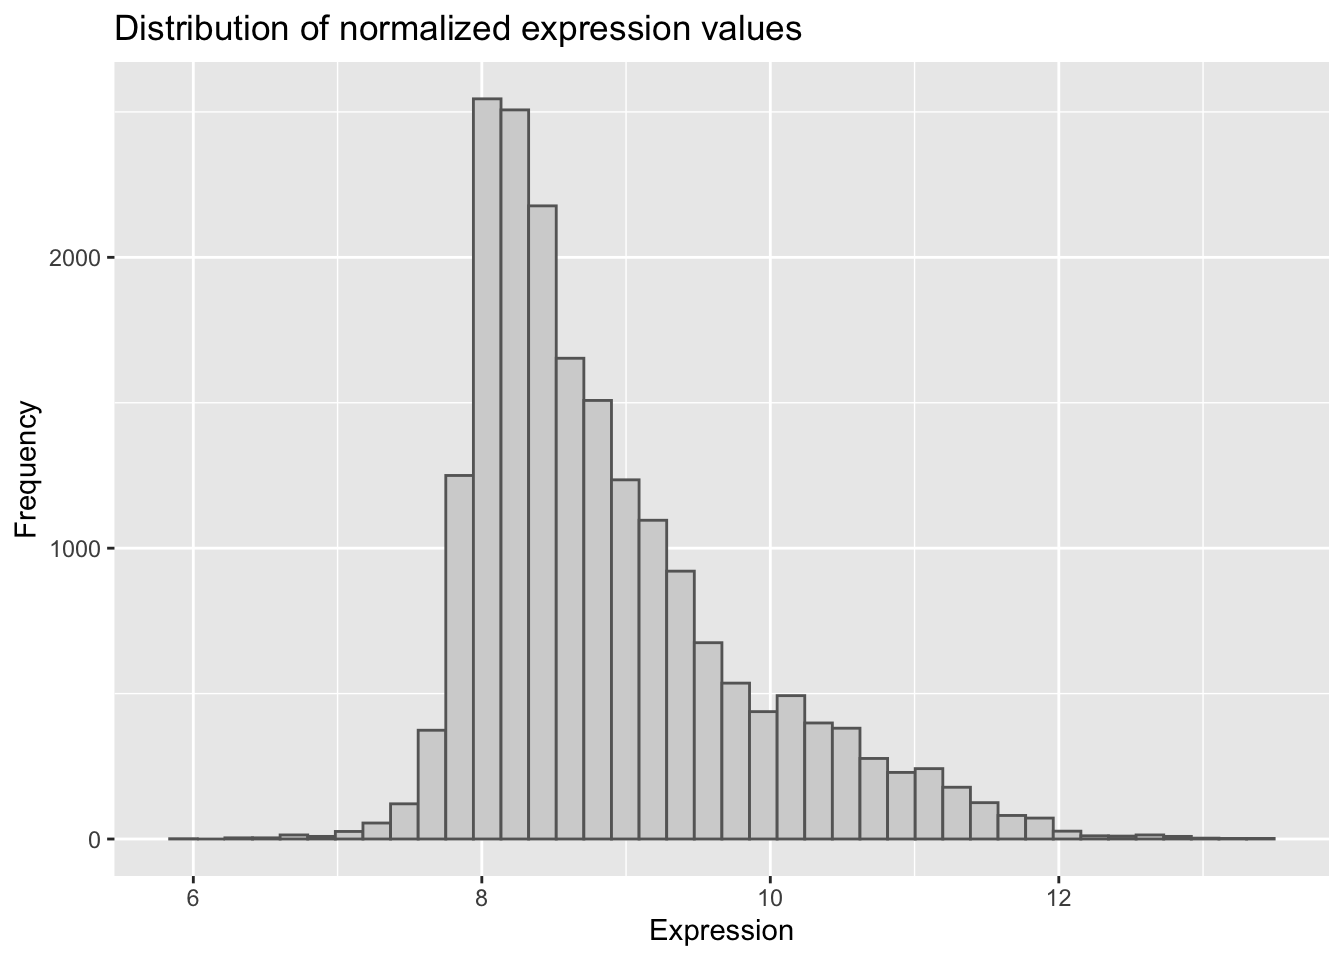 Distribution of normalized expression values
Frequency
2000
1000
0
6 8 10 12
Expression